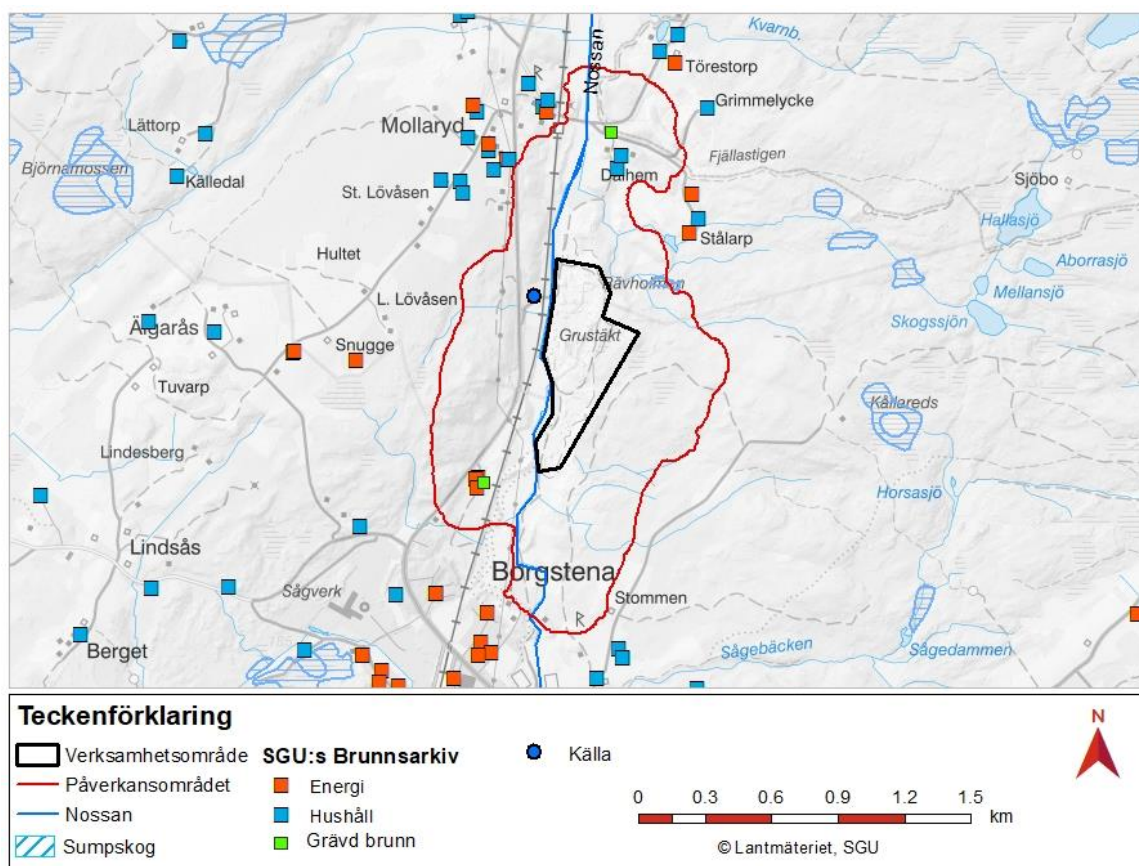 Kvarnb.
Nossan
Törestorp
Grimmelycke
Mollaryd
Lättorp
Björnamossen
Källedal
Fjällastigen
Dalhem
Sjöbo
St. Lövåsen
Hallasjö
Stålarp
Hultet
Aborrasjö
Rävholmen
Mellansjö
L. Lövåsen
Skogssjön
Älgarås
Grustäkt
Snugge
Tuvarp
Kållareds
Lindesberg
Horsasjö
Lindsås
Borgstena
Sågverk
Stommen
Berget
Sågebäcken
Sågedammen
R
R
Teckenförklaring
Verksamhetsområde
Påverkansområdet
Nossan
Sumpskog
SGU:s Brunnsarkiv
Energi
Hushåll
Grävd brunn
Källa
N
0 0.3 0.6 0.9 1.2 1.5
km
© Lantmäteriet, SGU